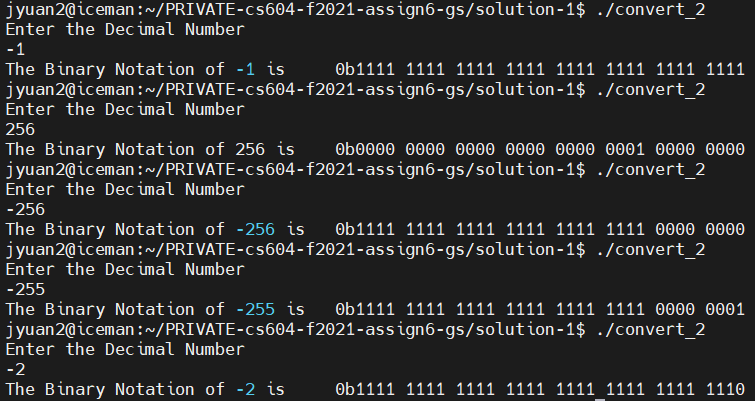 jyuan2@iceman:~/PRIVATE-cs604-f2021-assign6-gs/solution-1$ ./convert_2
Enter the Decimal Number
-1
The Binary Notation of -1 is    0b1111 1111 1111 1111 1111 1111 1111 1111
jyuan2@iceman:~/PRIVATE-cs604-f2021-assign6-gs/solution-1$ ./convert_2
Enter the Decimal Number
256
The Binary Notation of 256 is    0b0000 0000 0000 0000 0000 0001 0000 0000
jyuan2@iceman:~/PRIVATE-cs604-f2021-assign6-gs/solution-1$ ./convert_2
Enter the Decimal Number
-256
The Binary Notation of -256 is   0b1111 1111 1111 1111 1111 1111 0000 0000
jyuan2@iceman:~/PRIVATE-cs604-f2021-assign6-gs/solution-1$ ./convert_2
Enter the Decimal Number
-255
The Binary Notation of -255 is   0b1111 1111 1111 1111 1111 1111 0000 0001
jyuan2@iceman:~/PRIVATE-cs604-f2021-assign6-gs/solution-1$ ./convert_2
Enter the Decimal Number
-2
The Binary Notation of -2 is     0b1111 1111 1111 1111 1111 1111 1111 1110